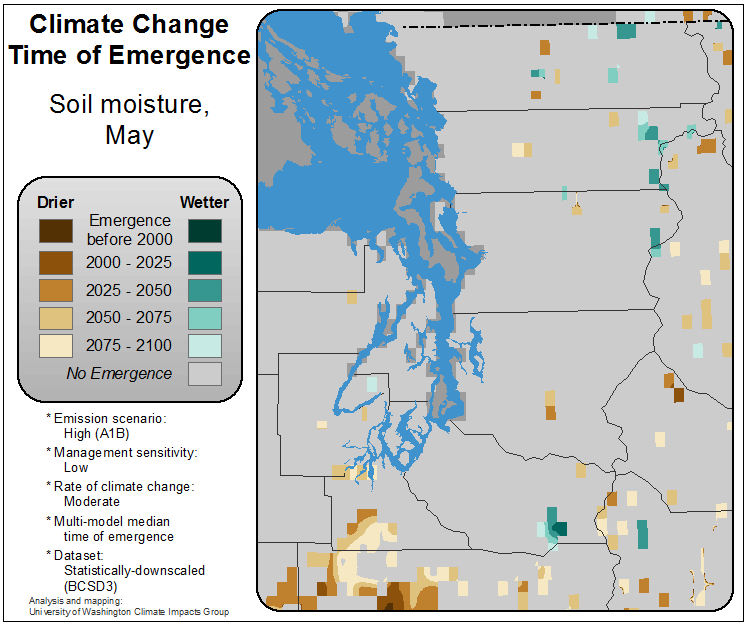 Climate Change
Time of Emergence
Soil moisture,
May
Drier Wetter
Emergence
before 2000
2000 - 2025
2025 - 2050
2050 - 2075
2075 - 2100
No Emergence
* Emission scenario:
High (A1B)
* Management sensitivity:
Low
* Rate of climate change:
Moderate
* Multi-model median
time of emergence
* Dataset:
Statistically-downscaled
(BCSD3)
Analysis and mapping:
University of Washington Climate Impacts Group